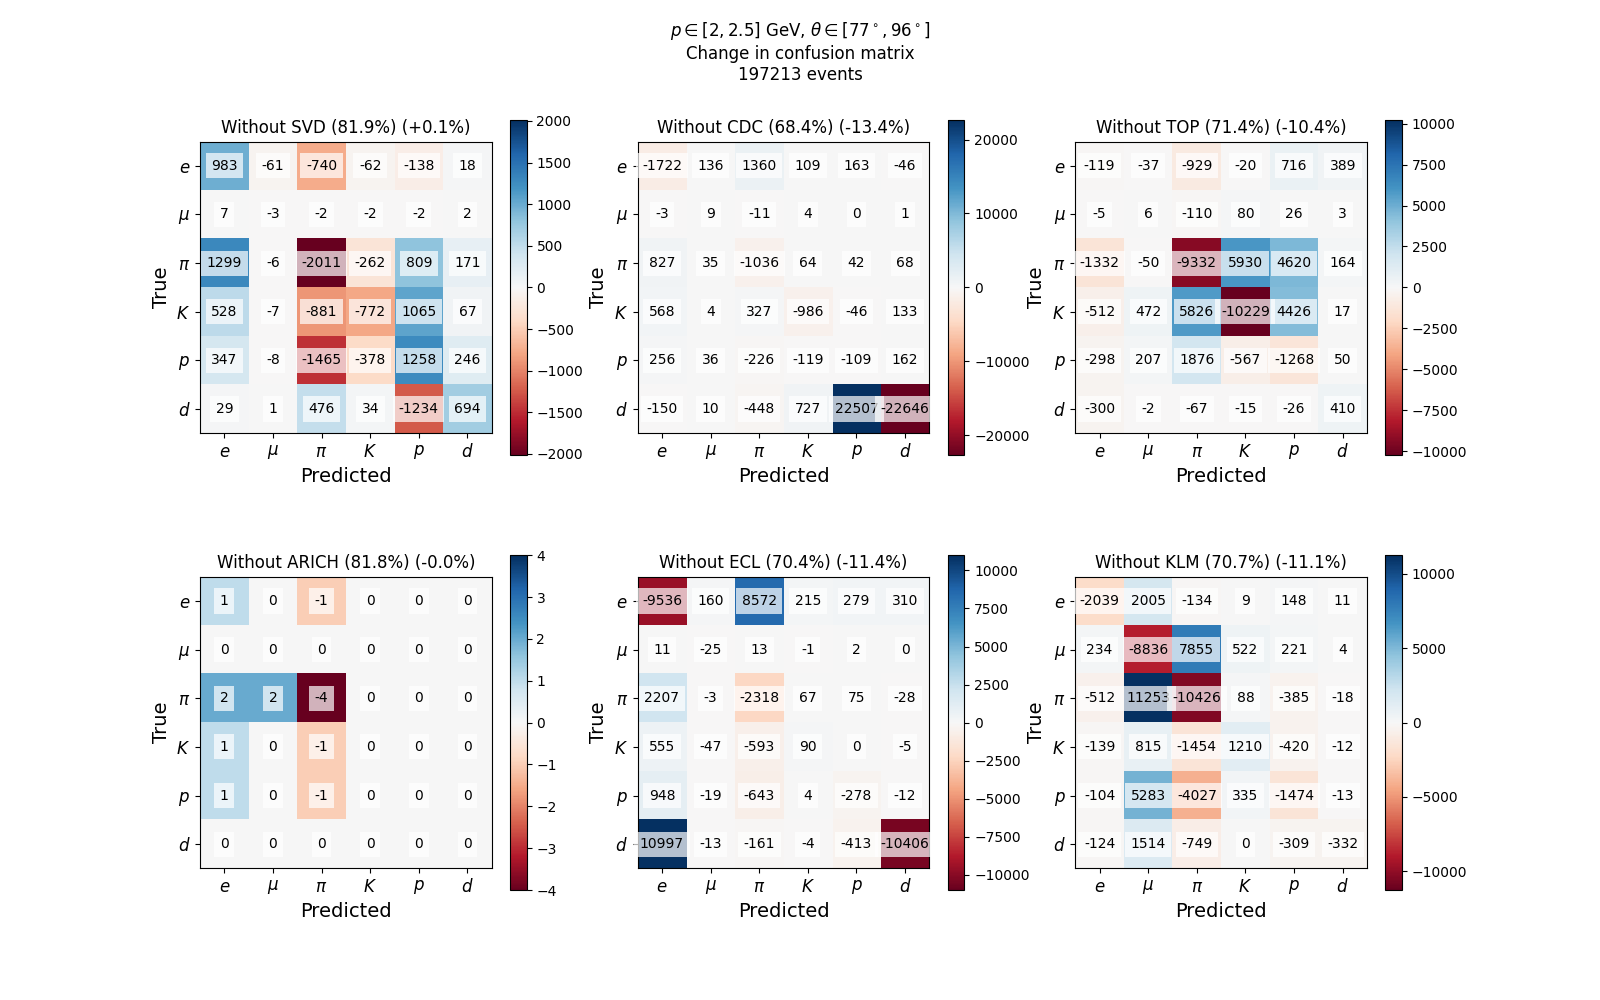 p ∈ [2, 2.5] GeV, θ ∈ [77°, 96°]
Change in confusion matrix
197213 events
Without SVD (81.9%) (+0.1%)
True
e 983 -61 -740 -62 -138 18
μ 7 -3 -2 -2 -2 2
π 1299 -6 -2011 -262 809 171
K 528 -7 -881 -772 1065 67
p 347 -8 -1465 -378 1258 246
d 29 1 476 34 -1234 694
e μ π K p d
Predicted
2000
1500
1000
500
0
−500
−1000
−1500
−2000
Without CDC (68.4%) (-13.4%)
True
e -1722 136 1360 109 163 -46
μ -3 9 -11 4 0 1
π 827 35 -1036 64 42 68
K 568 4 327 -986 -46 133
p 256 36 -226 -119 -109 162
d -150 10 -448 727 22507 -22646
e μ π K p d
Predicted
20000
10000
0
−10000
−20000
Without TOP (71.4%) (-10.4%)
True
e -119 -37 -929 -20 716 389
μ -5 6 -110 80 26 3
π -1332 -50 -9332 5930 4620 164
K -512 472 5826 -10229 4426 17
p -298 207 1876 -567 -1268 50
d -300 -2 -67 -15 -26 410
e μ π K p d
Predicted
10000
7500
5000
2500
0
−2500
−5000
−7500
−10000
Without ARICH (81.8%) (-0.0%)
True
e 1 0 -1 0 0 0
μ 0 0 0 0 0 0
π 2 2 -4 0 0 0
K 1 0 -1 0 0 0
p 1 0 -1 0 0 0
d 0 0 0 0 0 0
e μ π K p d
Predicted
4
3
2
1
0
−1
−2
−3
−4
Without ECL (70.4%) (-11.4%)
True
e -9536 160 8572 215 279 310
μ 11 -25 13 -1 2 0
π 2207 -3 -2318 67 75 -28
K 555 -47 -593 90 0 -5
p 948 -19 -643 4 -278 -12
d 10997 -13 -161 -4 -413 -10406
e μ π K p d
Predicted
10000
7500
5000
2500
0
−2500
−5000
−7500
−10000
Without KLM (70.7%) (-11.1%)
True
e -2039 2005 -134 9 148 11
μ 234 -8836 7855 522 221 4
π -512 11253 -10426 88 -385 -18
K -139 815 -1454 1210 -420 -12
p -104 5283 -4027 335 -1474 -13
d -124 1514 -749 0 -309 -332
e μ π K p d
Predicted
10000
5000
0
−5000
−10000